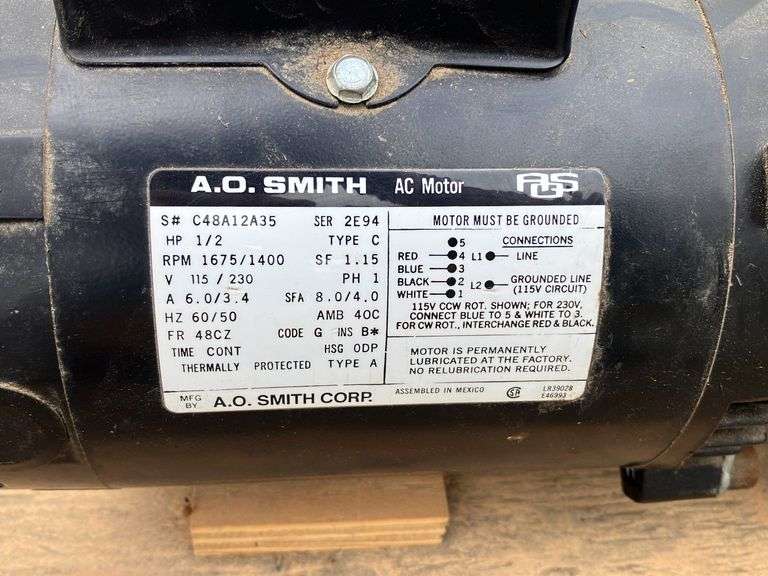 A.O. SMITH AC Motor AOS
S# C48A12A35 SER 2E94
HP 1/2 TYPE C
RPM 1675/1400 SF 1.15
V 115 / 230 PH 1
A 6.0/3.4 SFA 8.0/4.0
HZ 60/50 AMB 40C
FR 48CZ CODE G INS B*
TIME CONT HSG ODP
THERMALLY PROTECTED TYPE A
MOTOR MUST BE GROUNDED
5 CONNECTIONS
RED 4 L1 LINE
BLUE 3
BLACK 2 L2 GROUNDED LINE
WHITE 1 (115V CIRCUIT)
115V CCW ROT. SHOWN; FOR 230V,
CONNECT BLUE TO 5 & WHITE TO 3.
FOR CW ROT., INTERCHANGE RED & BLACK.
MOTOR IS PERMANENTLY
LUBRICATED AT THE FACTORY.
NO RELUBRICATION REQUIRED.
MFG BY A.O. SMITH CORP. ASSEMBLED IN MEXICO SA LR39028
E46993